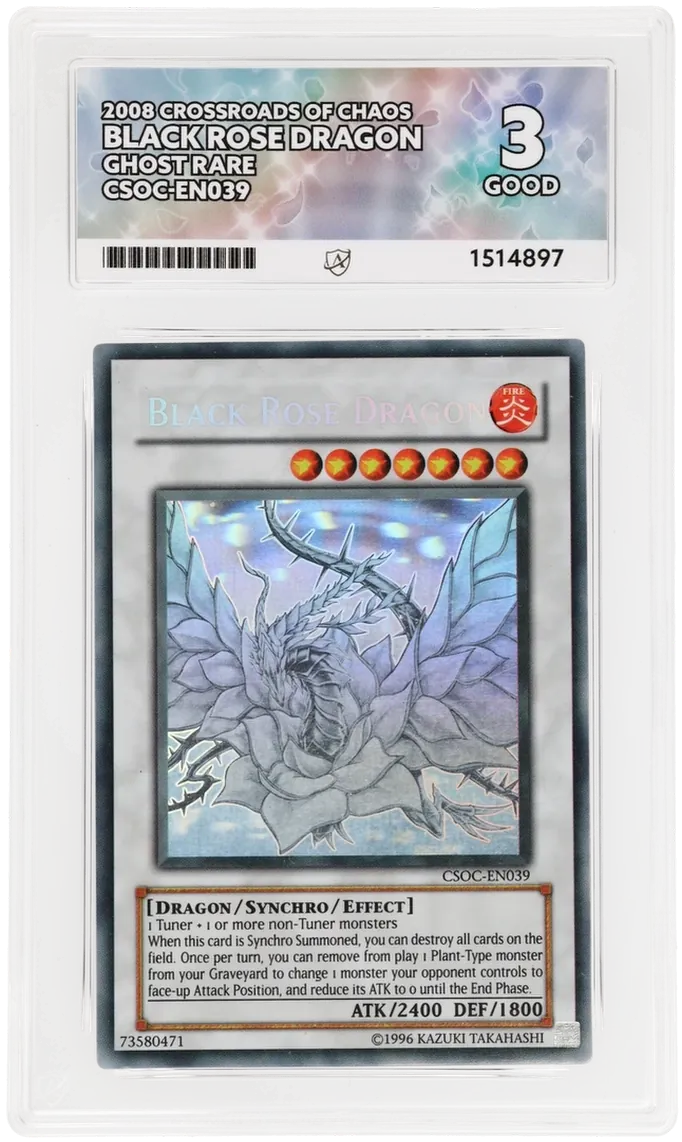 2008 CROSSROADS OF CHAOS
BLACK ROSE DRAGON
GHOST RARE
CSOC-EN039
3
GOOD
A
1514897
BLACK ROSE DRAGON
FIRE
炎
CSOC-EN039
[DRAGON/SYNCHRO/EFFECT]
1 Tuner + 1 or more non-Tuner monsters
When this card is Synchro Summoned, you can destroy all cards on the
field. Once per turn, you can remove from play 1 Plant-Type monster
from your Graveyard to change 1 monster your opponent controls to
face-up Attack Position, and reduce its ATK to 0 until the End Phase.
ATK/2400 DEF/1800
73580471
©1996 KAZUKI TAKAHASHI